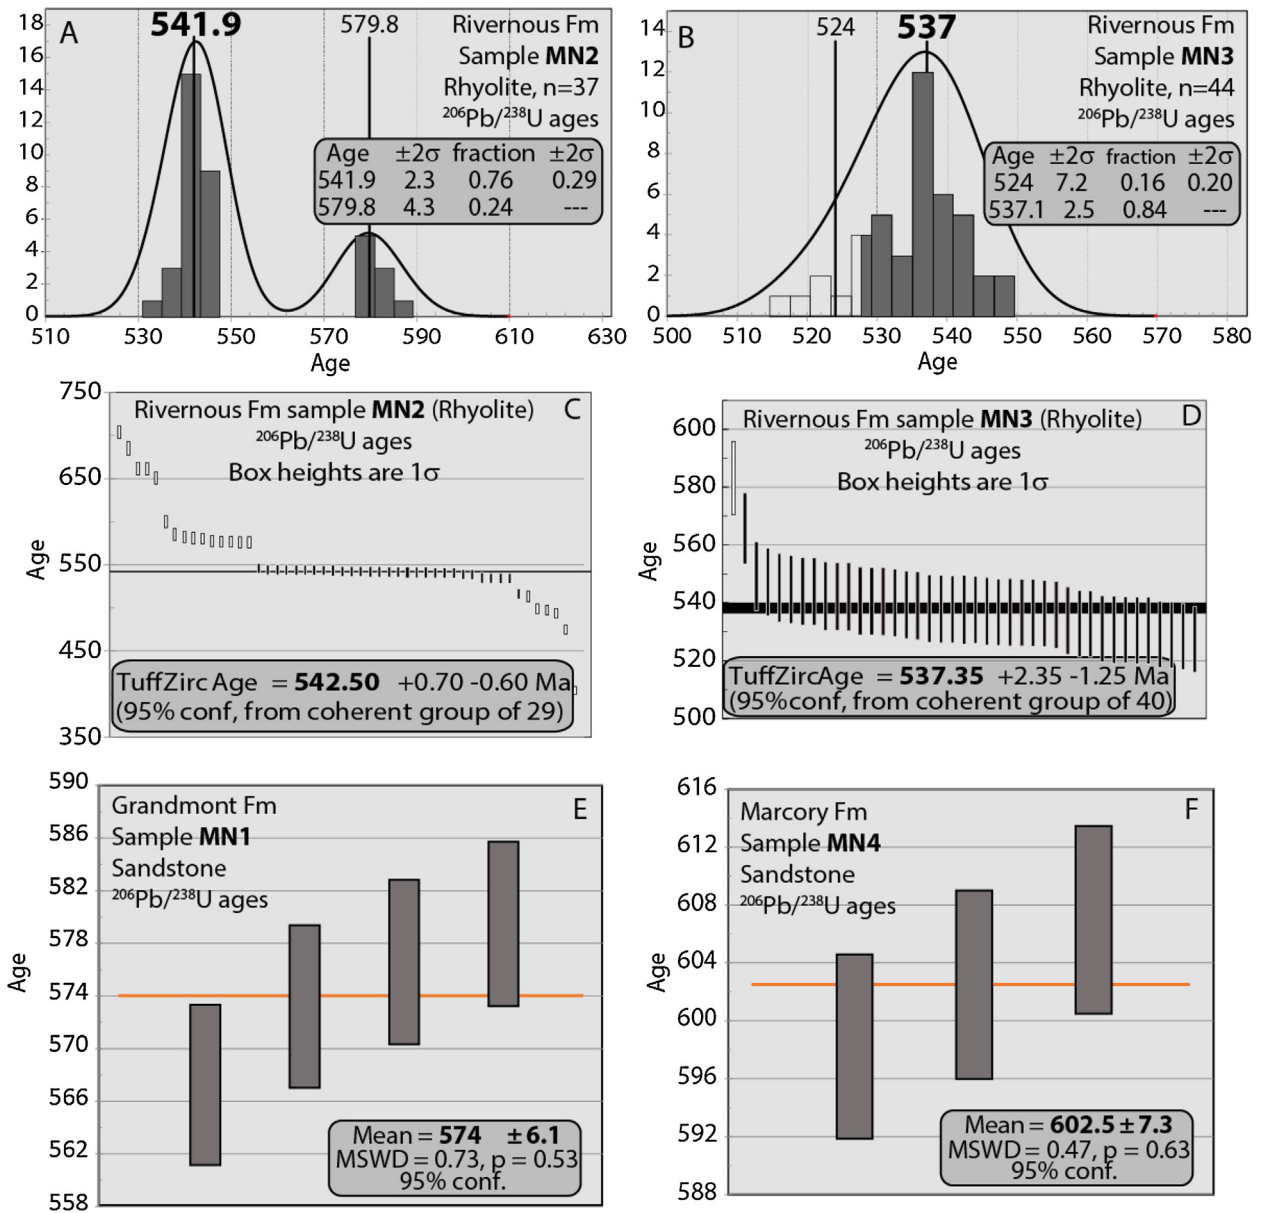 A
541.9
579.8
Rivernous Fm
Sample MN2
Rhyolite, n=37
²⁰⁶Pb/²³⁸U ages
Age ±2σ fraction ±2σ
541.9 2.3 0.76 0.29
579.8 4.3 0.24 ---
18
16
14
12
10
8
6
4
2
0
510 530 550 570 590 610 630
Age
B
524
537
Rivernous Fm
Sample MN3
Rhyolite, n=44
²⁰⁶Pb/²³⁸U ages
Age ±2σ fraction ±2σ
524 7.2 0.16 0.20
537.1 2.5 0.84 ---
14
12
10
8
6
4
2
0
500 510 520 530 540 550 560 570 580
Age
Rivernous Fm sample MN2 (Rhyolite)
C
²⁰⁶Pb/²³⁸U ages
Box heights are 1σ
750
650
550
450
350
Age
TuffZirc Age = 542.50 +0.70 -0.60 Ma
(95% conf, from coherent group of 29)
Rivernous Fm sample MN3 (Rhyolite)
D
²⁰⁶Pb/²³⁸U ages
Box heights are 1σ
600
580
560
540
520
500
Age
TuffZircAge = 537.35 +2.35 -1.25 Ma
(95%conf, from coherent group of 40)
Grandmont Fm
E
Sample MN1
Sandstone
²⁰⁶Pb/²³⁸U ages
590
586
582
578
574
570
566
562
558
Age
Mean = 574 ±6.1
MSWD = 0.73, p = 0.53
95% conf.
Marcory Fm
F
Sample MN4
Sandstone
²⁰⁶Pb/²³⁸U ages
616
612
608
604
600
596
592
588
Age
Mean = 602.5 ± 7.3
MSWD = 0.47, p = 0.63
95% conf.